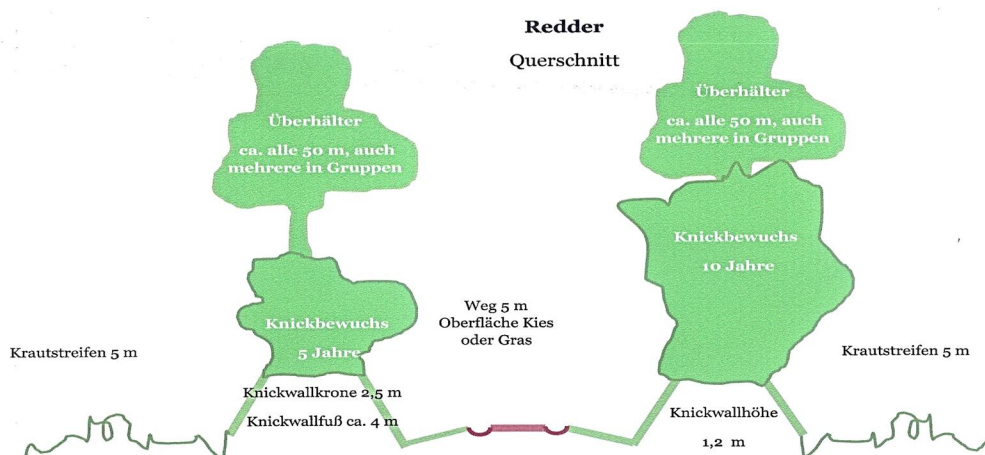 Redder
Querschnitt
Überhälter
ca. alle 50 m, auch
mehrere in Gruppen
Überhälter
ca. alle 50 m, auch
mehrere in Gruppen
Knickbewuchs
5 Jahre
Knickbewuchs
10 Jahre
Weg 5 m
Oberfläche Kies
oder Gras
Krautstreifen 5 m
Krautstreifen 5 m
Knickwallkrone 2,5 m
Knickwallfuß ca. 4 m
Knickwallhöhe
1,2 m